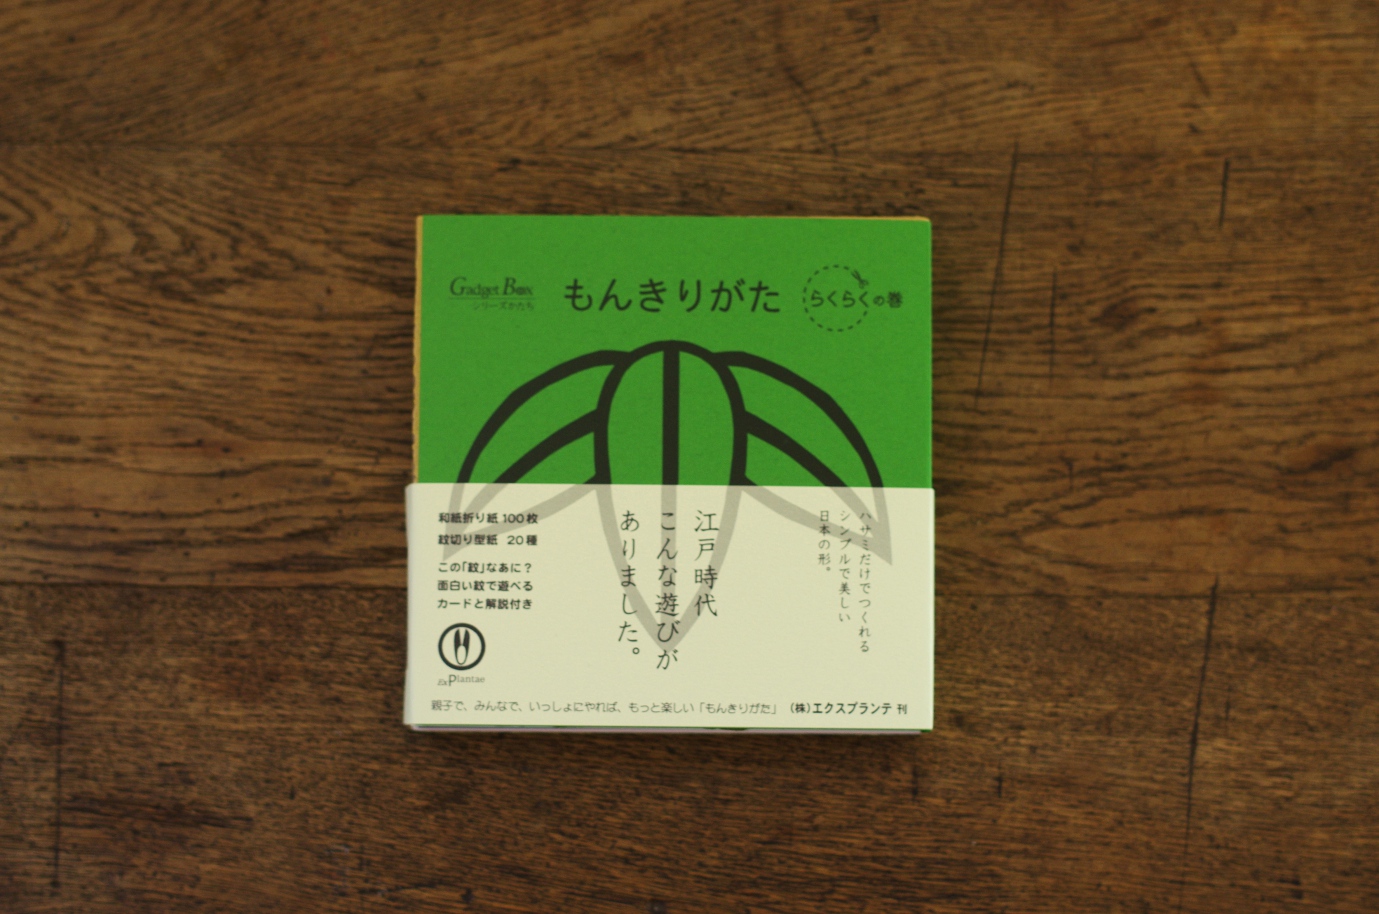 Gadget Box
シリーズかたち
もんきりがた
らくらくの巻
ハサミだけでつくれる
シンプルで美しい
日本の形。
江戸時代
こんな遊びが
ありました。
和紙折り紙 100枚
紋切り型紙 20種
この「紋」なあに？
面白い紋で遊べる
カードと解説付き
ExPlantae
親子で、みんなで、いっしょにやれば、もっと楽しい「もんきりがた」 (株)エクスプランテ 刊